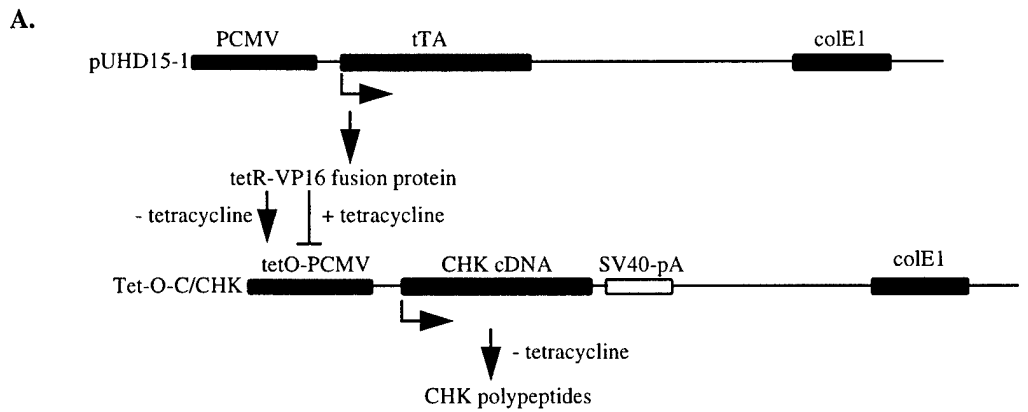 A.
PCMV tTA colE1
pUHD15-1
tetR-VP16 fusion protein
- tetracycline + tetracycline
tetO-PCMV CHK cDNA SV40-pA colE1
Tet-O-C/CHK
- tetracycline
CHK polypeptides